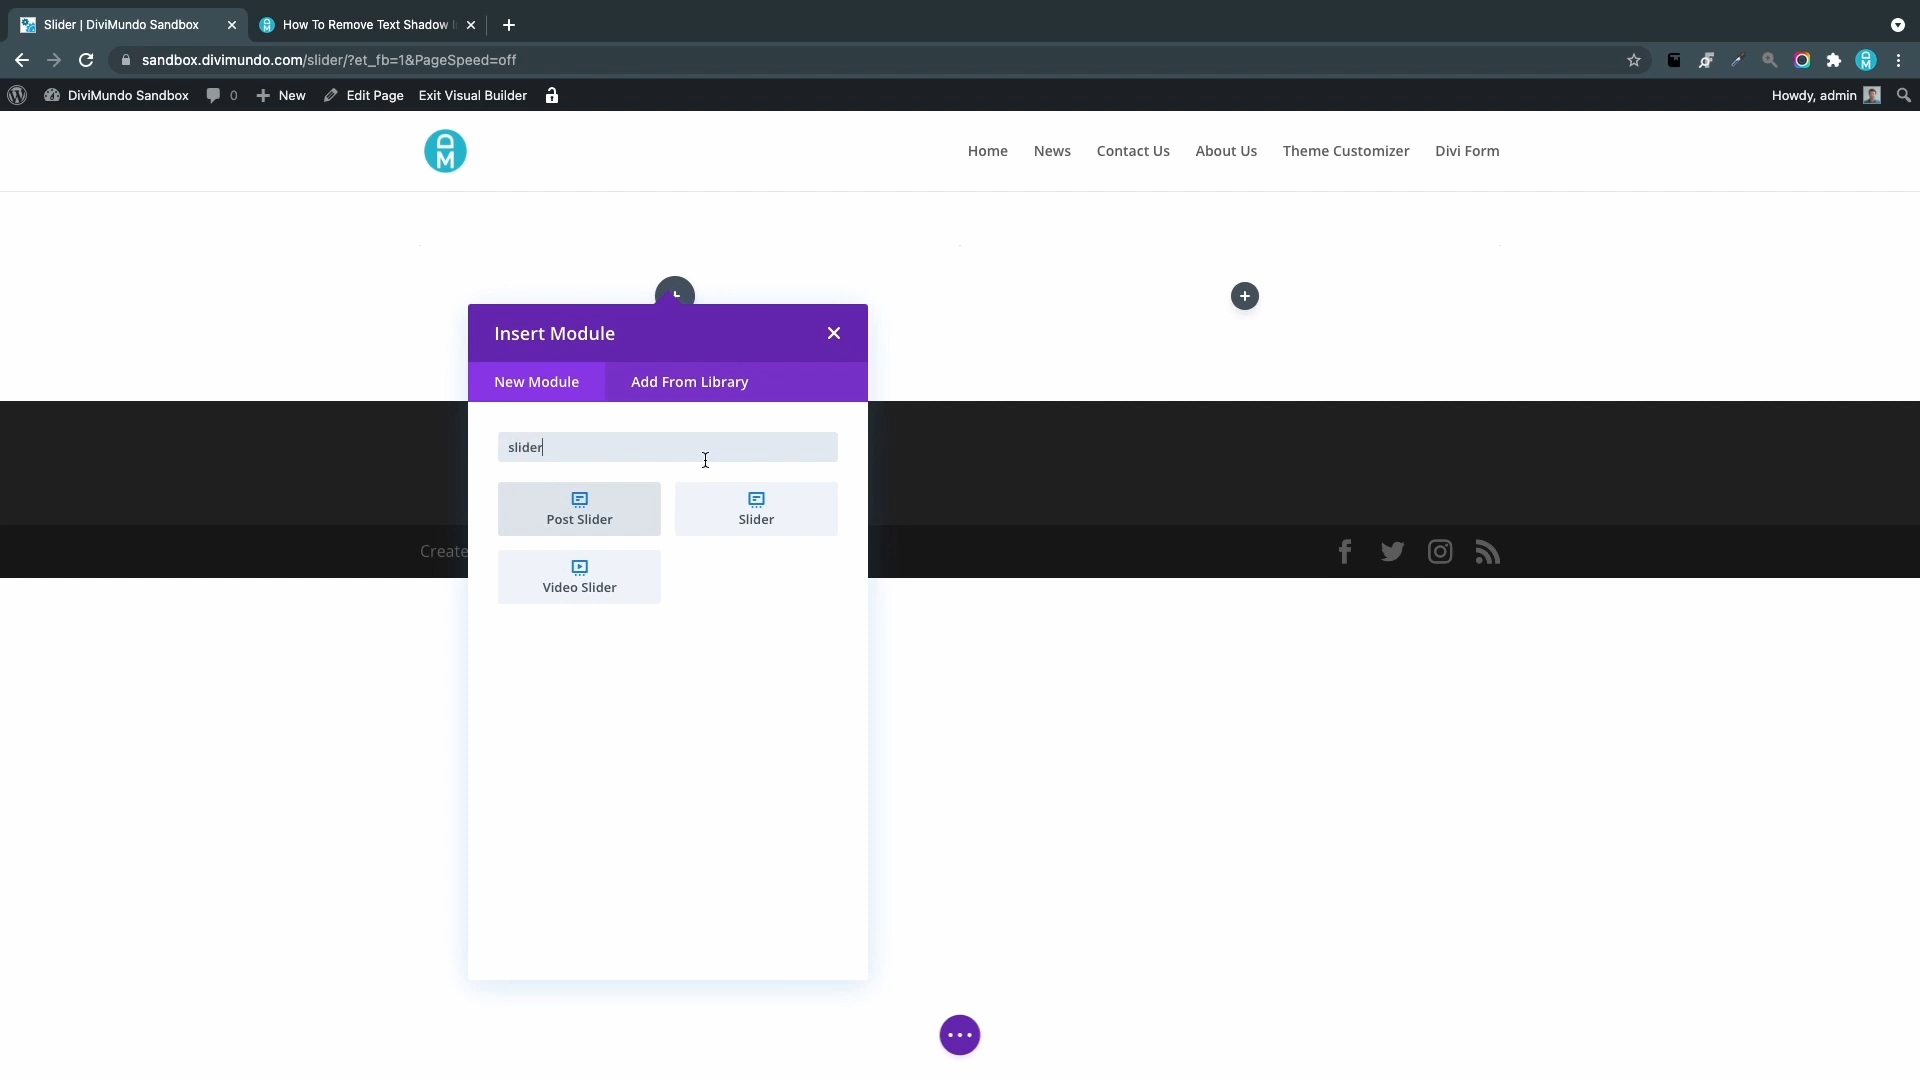 Slider | DiviMundo Sandbox
How To Remove Text Shadow
sandbox.divimundo.com/slider/?et_fb=1&PageSpeed=off
DiviMundo Sandbox 0 New Edit Page Exit Visual Builder Howdy, admin
DM
Home News Contact Us About Us Theme Customizer Divi Form
Insert Module
New Module Add From Library
slider
Post Slider Slider
Create
Video Slider